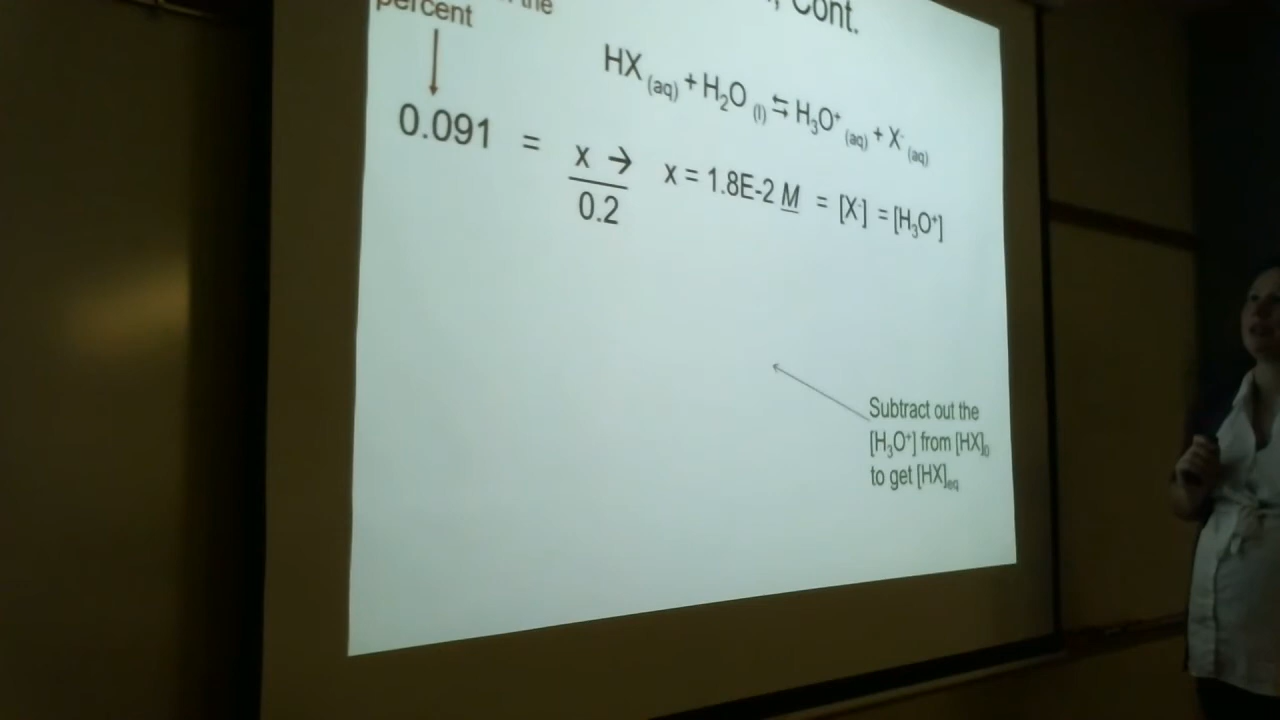 percent the , Cont.
HX (aq) + H₂O (l) ⇆ H₃O⁺ (aq) + X⁻ (aq)
0.091 = x → x = 1.8E-2 M = [X⁻] = [H₃O⁺]
0.2
Subtract out the
[H₃O⁺] from [HX]₀
to get [HX]eq